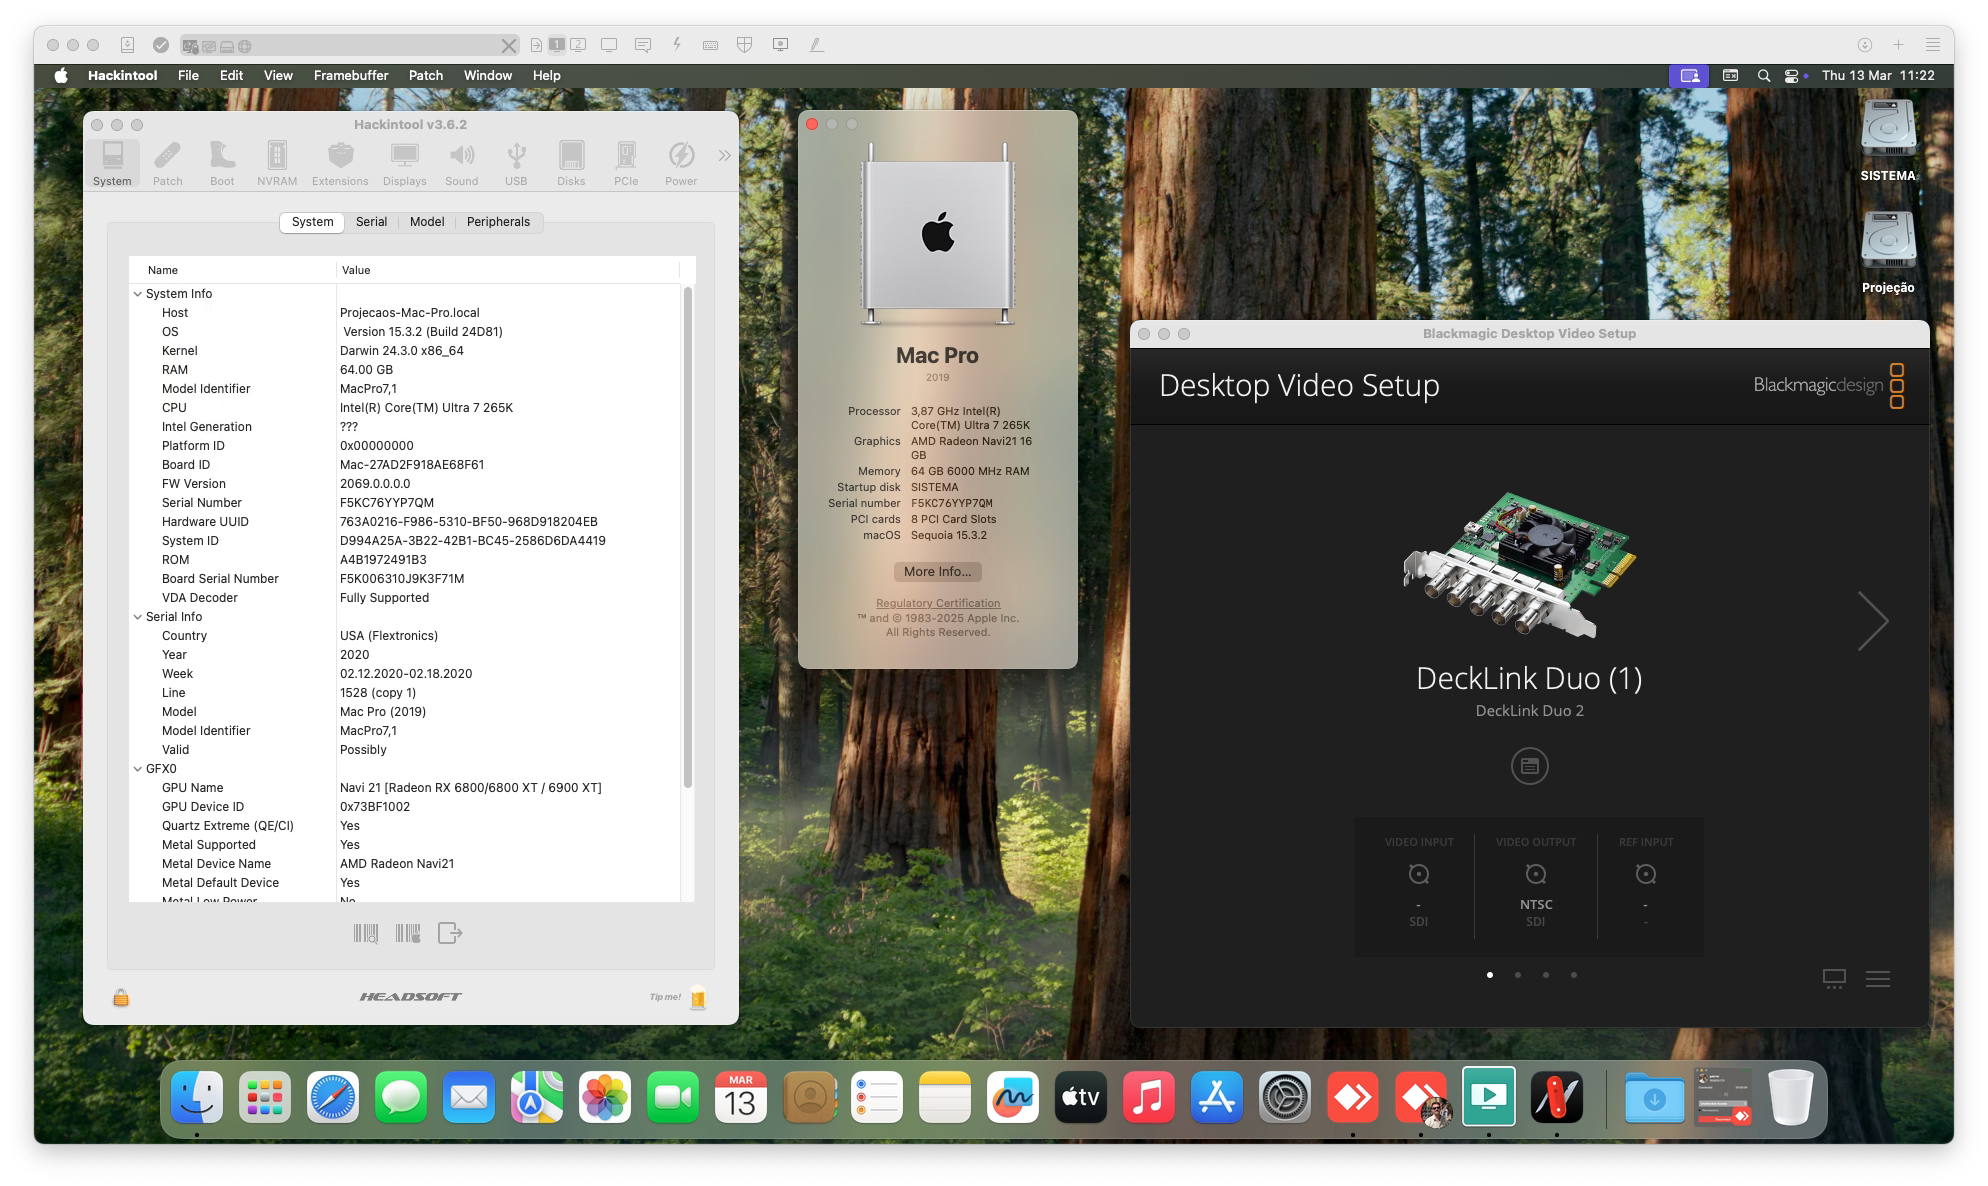 1 2
Hackintool File Edit View Framebuffer Patch Window Help Thu 13 Mar 11:22
Hackintool v3.6.2
System Patch Boot NVRAM Extensions Displays Sound USB Disks PCIe Power
System Serial Model Peripherals
Name Value
System Info
Host Projecaos-Mac-Pro.local
OS Version 15.3.2 (Build 24D81)
Kernel Darwin 24.3.0 x86_64
RAM 64.00 GB
Model Identifier MacPro7,1
CPU Intel(R) Core(TM) Ultra 7 265K
Intel Generation ???
Platform ID 0x00000000
Board ID Mac-27AD2F918AE68F61
FW Version 2069.0.0.0.0
Serial Number F5KC76YYP7QM
Hardware UUID 763A0216-F986-5310-BF50-968D918204EB
System ID D994A25A-3B22-42B1-BC45-2586D6DA4419
ROM A4B1972491B3
Board Serial Number F5K006310J9K3F71M
VDA Decoder Fully Supported
Serial Info
Country USA (Flextronics)
Year 2020
Week 02.12.2020-02.18.2020
Line 1528 (copy 1)
Model Mac Pro (2019)
Model Identifier MacPro7,1
Valid Possibly
GFX0
GPU Name Navi 21 [Radeon RX 6800/6800 XT / 6900 XT]
GPU Device ID 0x73BF1002
Quartz Extreme (QE/CI) Yes
Metal Supported Yes
Metal Device Name AMD Radeon Navi21
Metal Default Device Yes
Metal Low Power No
HEADSOFT
Tip me!
Mac Pro
2019
Processor 3,87 GHz Intel(R)
Core(TM) Ultra 7 265K
Graphics AMD Radeon Navi21 16
GB
Memory 64 GB 6000 MHz RAM
Startup disk SISTEMA
Serial number F5KC76YYP7QM
PCI cards 8 PCI Card Slots
macOS Sequoia 15.3.2
More Info...
Regulatory Certification
™ and © 1983-2025 Apple Inc.
All Rights Reserved.
SISTEMA
Projeção
Blackmagic Desktop Video Setup
Desktop Video Setup
Blackmagicdesign
DeckLink Duo (1)
DeckLink Duo 2
VIDEO INPUT VIDEO OUTPUT REF INPUT
- NTSC -
SDI SDI -
MAR
13
tv